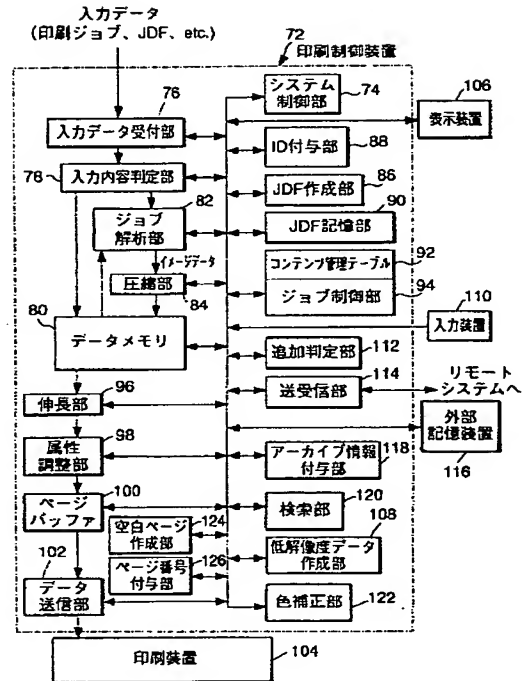 入力データ
(印刷ジョブ、JDF、etc.)
72
印刷制御装置
76
入力データ受付部
78
入力内容判定部
82
ジョブ
解析部
イメージデータ
圧縮部
84
80
データメモリ
96
伸長部
98
属性
調整部
100
ページ
バッファ
102
データ
送信部
空白ページ
作成部
124
ページ番号
付与部
126
印刷装置
104
システム
制御部
74
ID付与部
88
JDF作成部
86
JDF記憶部
90
コンテンツ管理テーブル
92
ジョブ制御部
94
追加判定部
112
送受信部
114
アーカイブ情報
付与部
118
検索部
120
低解像度データ
作成部
108
色補正部
122
106
表示装置
110
入力装置
リモート
システムへ
外部
記憶装置
116